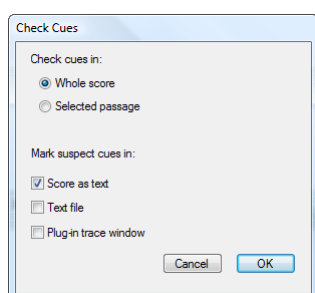 Check Cues
Check cues in:
Whole score
Selected passage
Mark suspect cues in:
Score as text
Text file
Plug-in trace window
Cancel OK